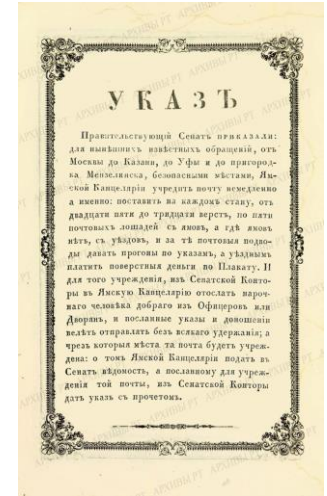 УКАЗЪ
Правительствующій Сенатъ приказали:
для нынѣшнихъ извѣстныхъ обращеній, отъ
Москвы до Казани, до Уфы и до пригород-
ка Мензелинска, безопасными мѣстами, Ям-
ской Канцеляріи учредить почту немедленно
а именно: поставить на каждомъ стану, отъ
двадцати пяти до тридцати верстъ, по пяти
почтовыхъ лошадей съ ямовъ, а гдѣ ямовъ
нѣтъ, съ уѣздовъ, и за тѣ почтовыя подво-
ды давать прогоны по указамъ, а уѣзднымъ
платить поверстныя деньги по Плакату. И
для того учрежденія, изъ Сенатской Конто-
ры въ Ямскую Канцелярію отослать нароч-
наго человѣка добраго изъ Офицеровъ или
Дворянъ, и посланные указы и доношеніи
велѣть отправлять безъ всякаго удержанія; а
чрезъ которыя мѣста та почта будетъ учреж-
дена: о томъ Ямской Канцеляріи подать въ
Сенатъ вѣдомость, а посланному для учреж-
денія той почты, изъ Сенатской Конторы
дать указъ съ прочетомъ.